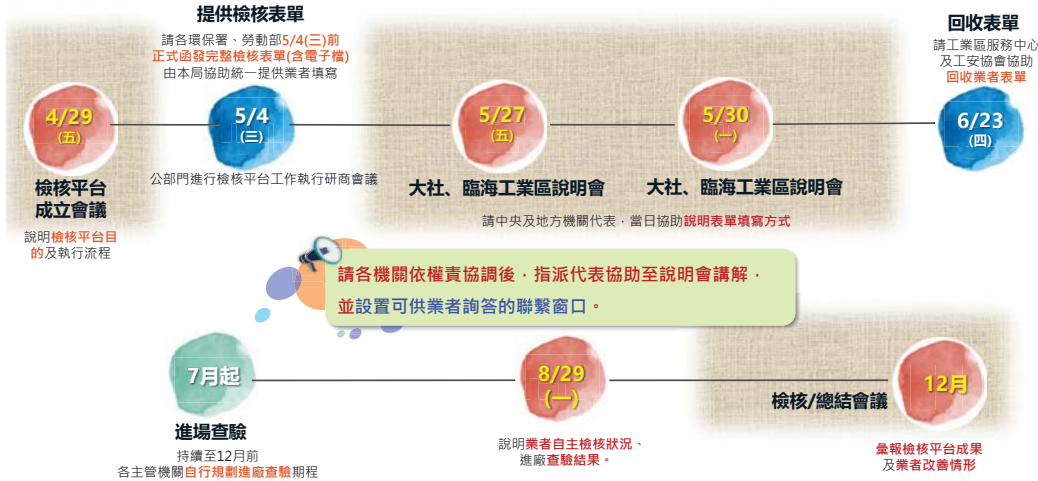 提供檢核表單
請各環保署、勞動部5/4(三)前
正式函發完整檢核表單(含電子檔)
由本局協助統一提供業者填寫
回收表單
請工業區服務中心
及工安協會協助
回收業者表單
4/29
(五)
5/4
(三)
5/27
(五)
5/30
(一)
6/23
(四)
檢核平台
成立會議
說明檢核平台目
的及執行流程
公部門進行檢核平台工作執行研商會議
大社、臨海工業區說明會
大社、臨海工業區說明會
請中央及地方機關代表，當日協助說明表單填寫方式
請各機關依權責協調後，指派代表協助至說明會講解，
並設置可供業者詢答的聯繫窗口。
7月起
進場查驗
持續至12月前
各主管機關自行規劃進廠查驗期程
8/29
(一)
說明業者自主檢核狀況、
進廠查驗結果。
檢核/總結會議
12月
彙報檢核平台成果
及業者改善情形